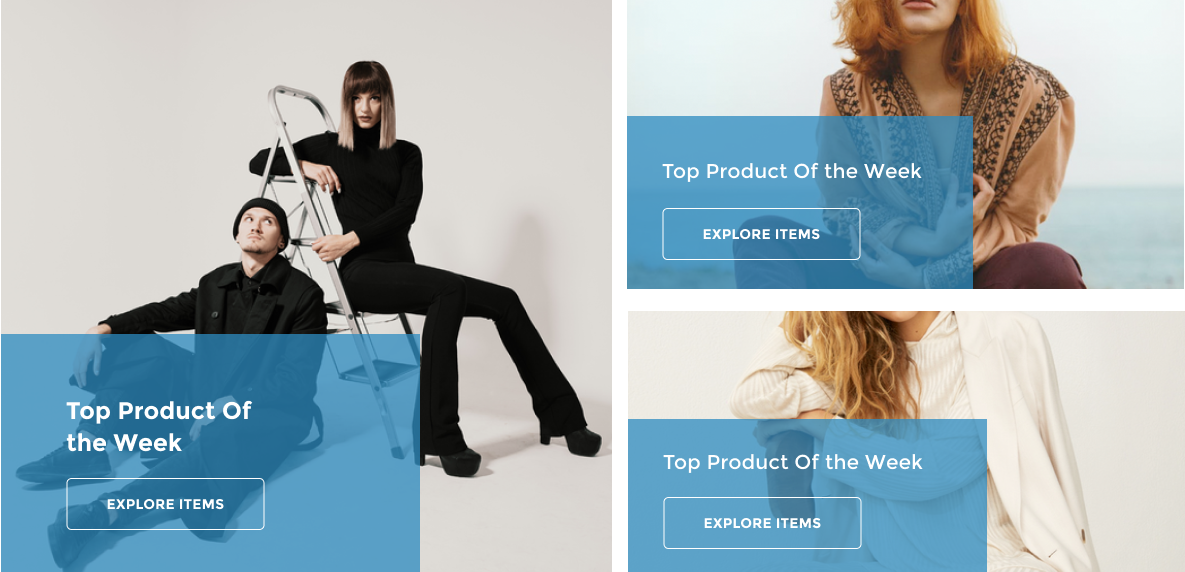 Top Product Of
the Week
EXPLORE ITEMS
Top Product Of the Week
EXPLORE ITEMS
Top Product Of the Week
EXPLORE ITEMS